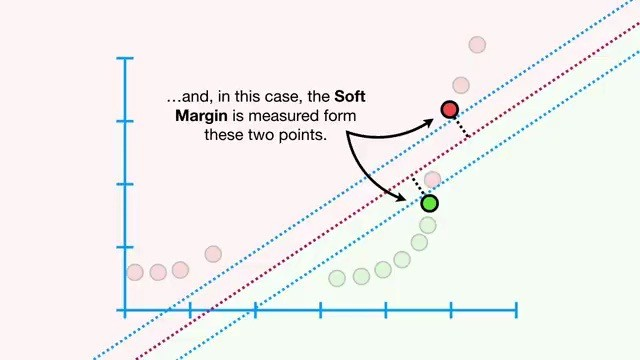 …and, in this case, the Soft
Margin is measured form
these two points.